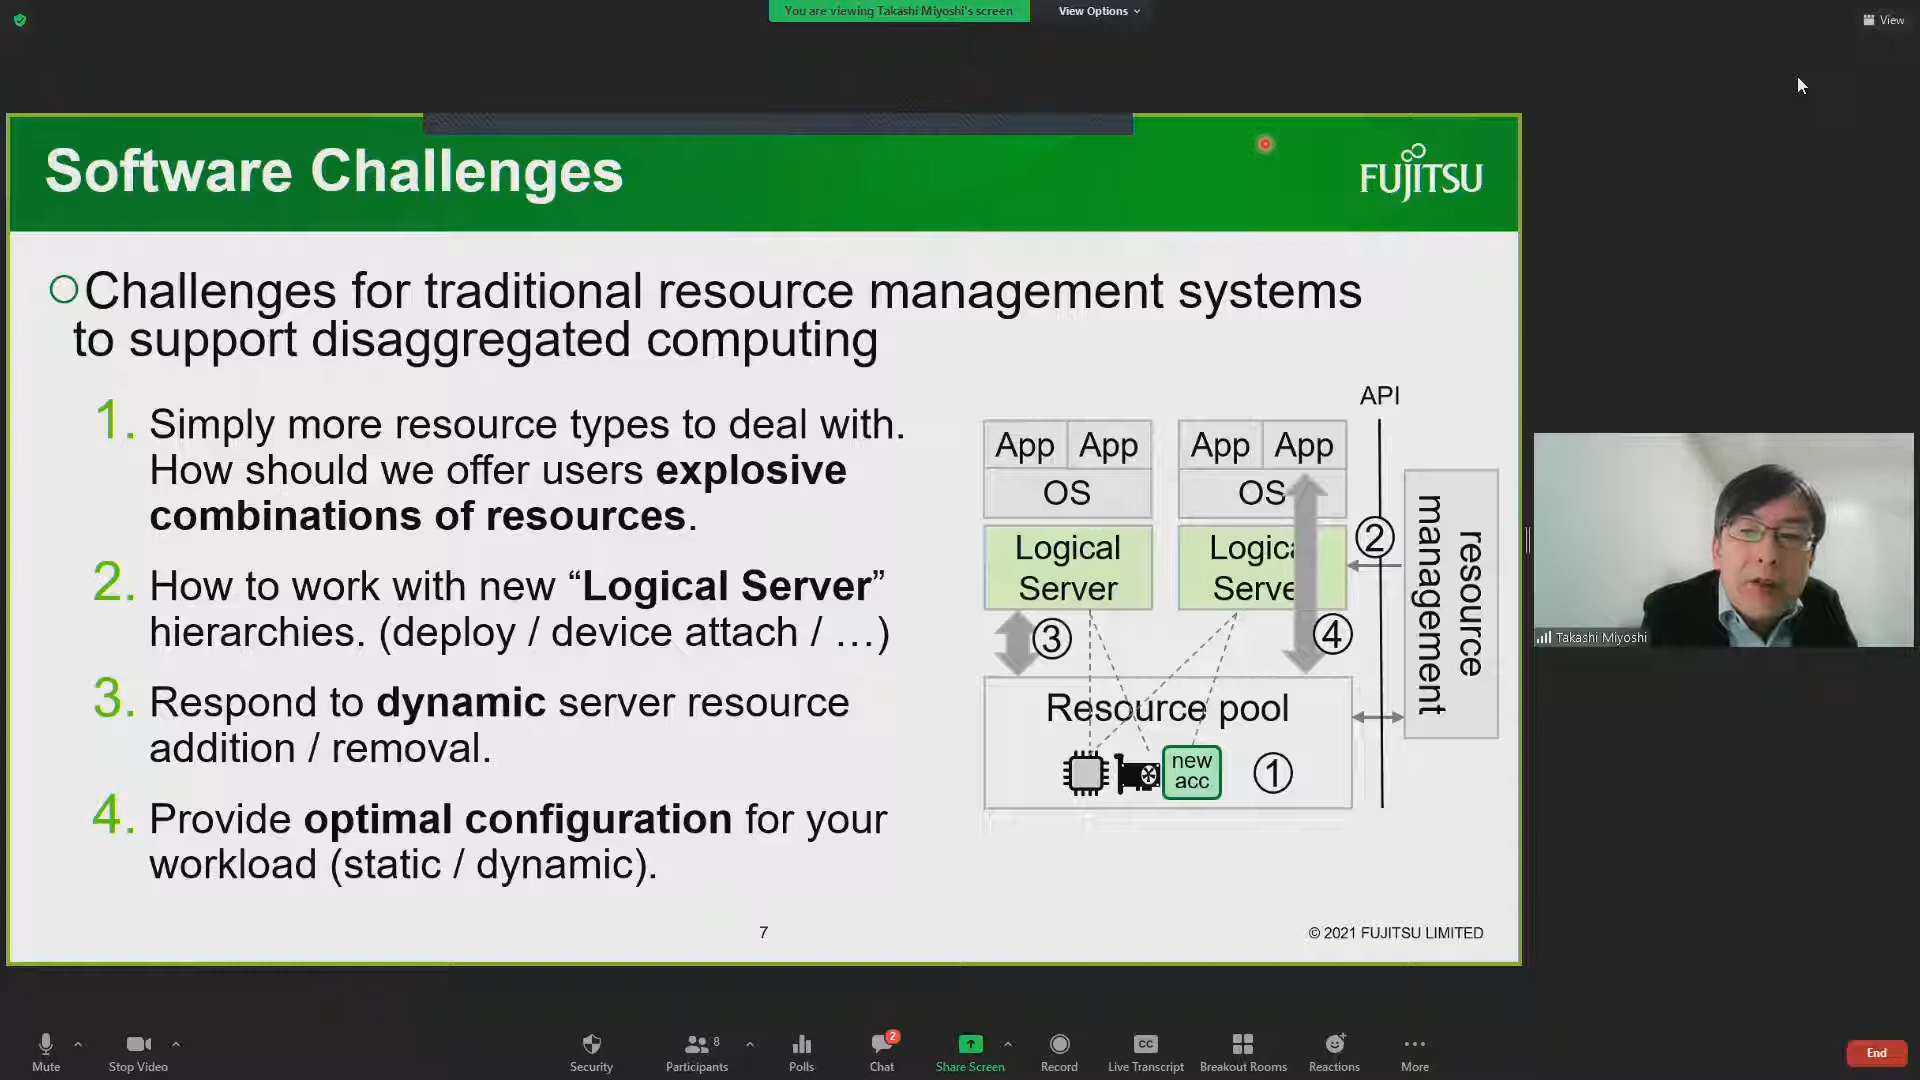 You are viewing Takashi Miyoshi's screen
View Options
View
Software Challenges
FUJITSU
Challenges for traditional resource management systems
to support disaggregated computing
1. Simply more resource types to deal with.
How should we offer users explosive
combinations of resources.
2. How to work with new “Logical Server”
hierarchies. (deploy / device attach / …)
3. Respond to dynamic server resource
addition / removal.
4. Provide optimal configuration for your
workload (static / dynamic).
API
App App App App
OS OS
Logical
Server
Logica
Serve
②
③
④
resource
management
Resource pool
new
acc
①
7
© 2021 FUJITSU LIMITED
Takashi Miyoshi
Mute
Stop Video
Security
8
Participants
Polls
2
Chat
Share Screen
Record
CC
Live Transcript
Breakout Rooms
Reactions
More
End